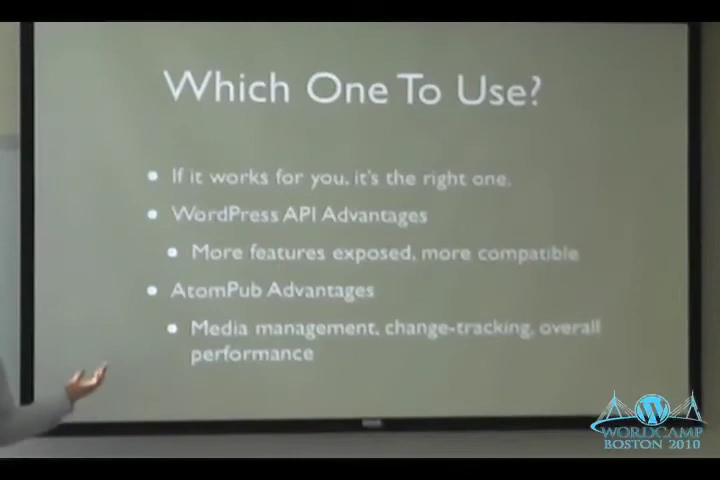 Which One To Use?
If it works for you, it's the right one.
WordPress API Advantages
More features exposed, more compatible
AtomPub Advantages
Media management, change-tracking, overall
performance
WORDCAMP
BOSTON 2010